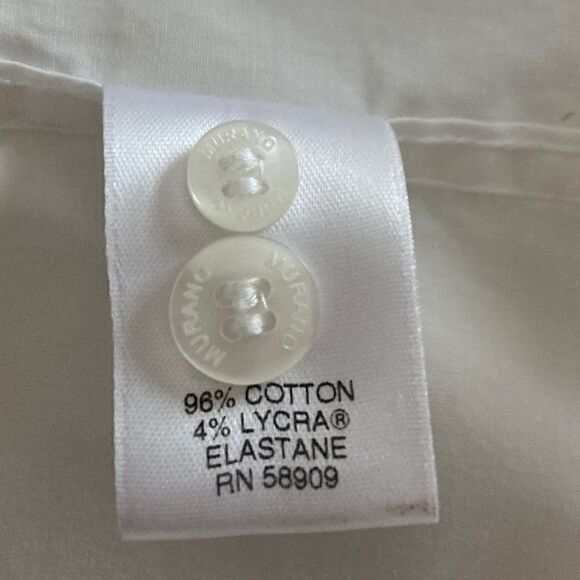 MURANO
MURANO
MURANO
MURANO
96% COTTON
4% LYCRA®
ELASTANE
RN 58909